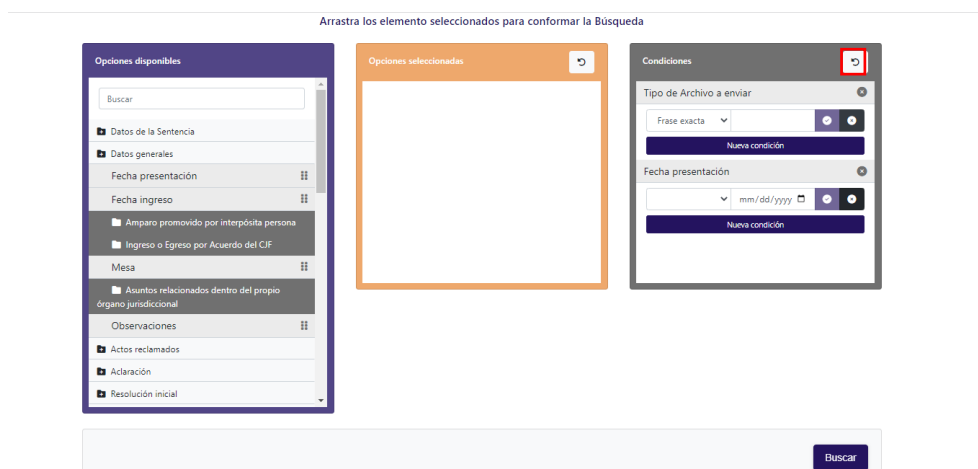 Arrastra los elemento seleccionados para conformar la Búsqueda
Opciones disponibles
Buscar
Datos de la Sentencia
Datos generales
Fecha presentación
Fecha ingreso
Amparo promovido por interpósita persona
Ingreso o Egreso por Acuerdo del CJF
Mesa
Asuntos relacionados dentro del propio
órgano jurisdiccional
Observaciones
Actos reclamados
Aclaración
Resolución inicial
Opciones seleccionadas
Condiciones
Tipo de Archivo a enviar
Frase exacta
Nueva condición
Fecha presentación
mm/dd/yyyy
Nueva condición
Buscar